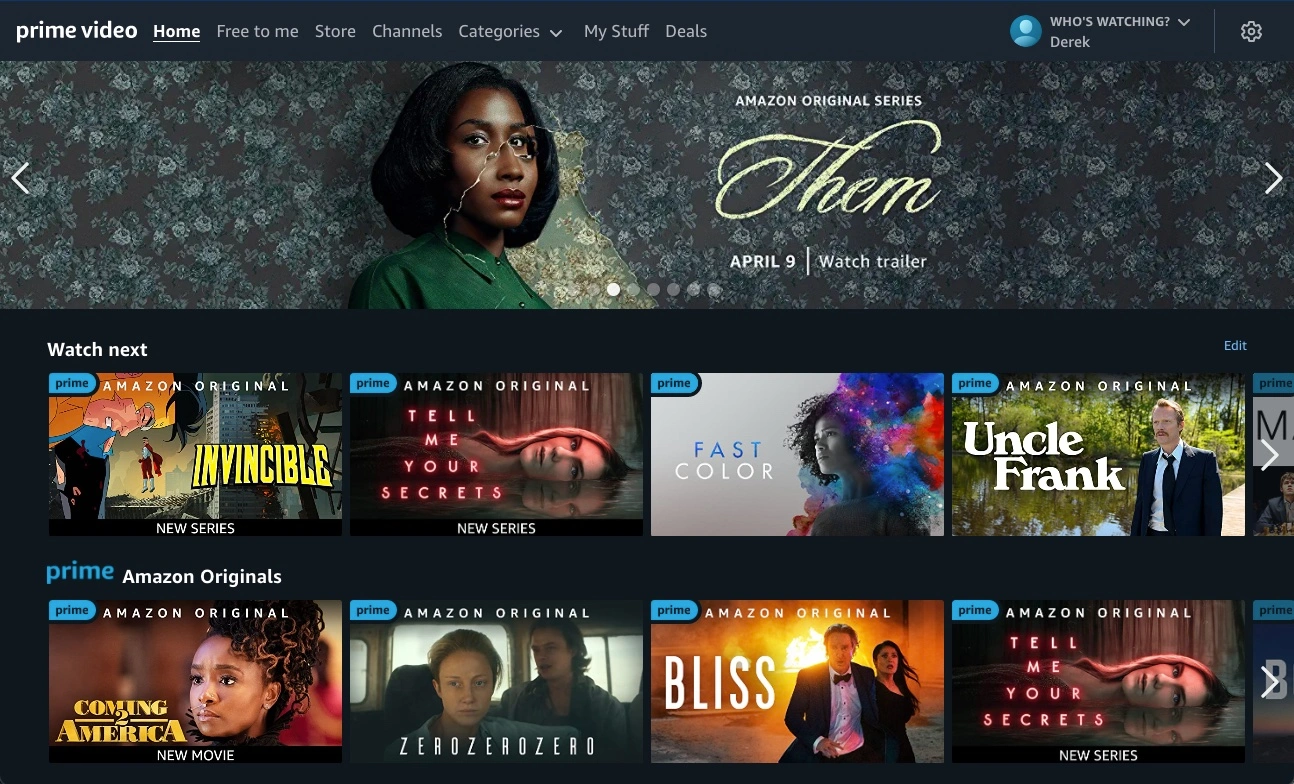 prime video Home Free to me Store Channels Categories My Stuff Deals
WHO'S WATCHING?
Derek
AMAZON ORIGINAL SERIES
Them
APRIL 9 | Watch trailer
Watch next
Edit
prime AMAZON ORIGINAL
INVINCIBLE
NEW SERIES
prime AMAZON ORIGINAL
TELL
ME
YOUR
SECRETS
NEW SERIES
prime
FAST
COLOR
prime AMAZON ORIGINAL
Uncle
Frank
prime
prime Amazon Originals
prime AMAZON ORIGINAL
COMING
2
AMERICA
NEW MOVIE
prime AMAZON ORIGINAL
ZEROZEROZERO
prime AMAZON ORIGINAL
BLISS
prime AMAZON ORIGINAL
TELL
ME
YOUR
SECRETS
NEW SERIES
prime